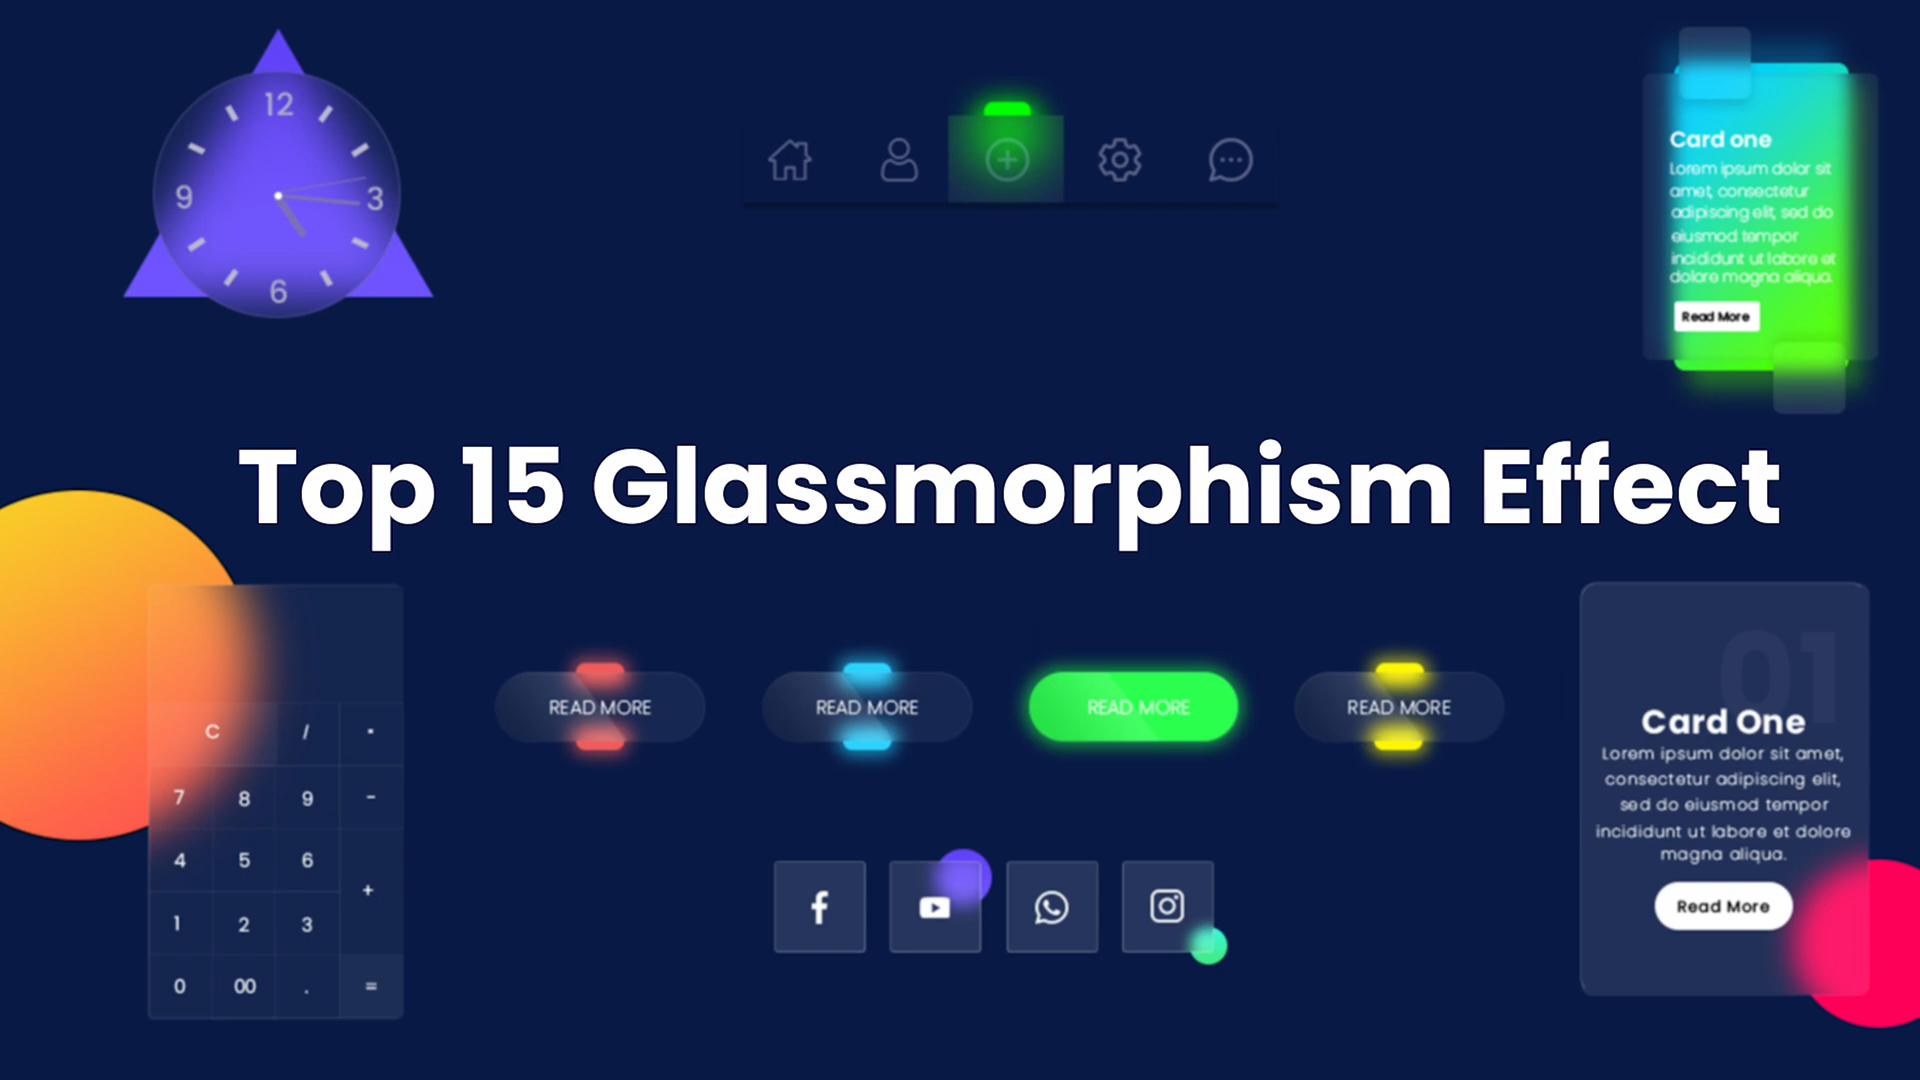 12
9
3
6
Card one
Lorem ipsum dolor sit
amet, consectetur
adipiscing elit, sed do
eiusmod tempor
incididunt ut labore et
dolore magna aliqua.
Read More
Top 15 Glassmorphism Effect
C / ·
7 8 9 -
4 5 6
+
1 2 3
0 00 . =
READ MORE
READ MORE
READ MORE
READ MORE
01
Card One
Lorem ipsum dolor sit amet,
consectetur adipiscing elit,
sed do eiusmod tempor
incididunt ut labore et dolore
magna aliqua.
Read More